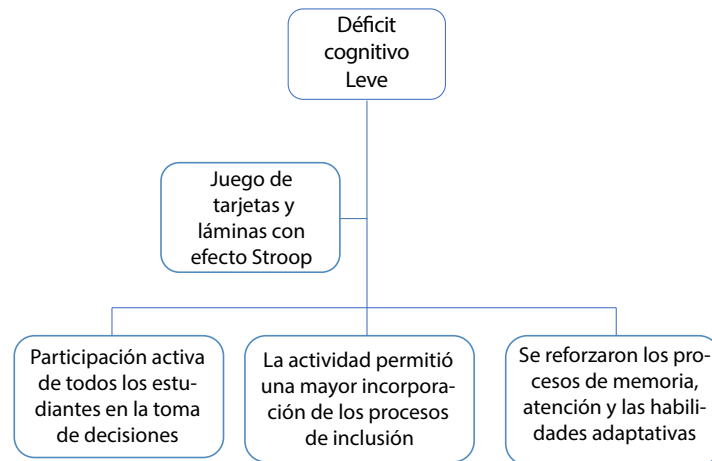 Déficit
cognitivo
Leve
Juego de
tarjetas y
láminas con
efecto Stroop
Participación activa
de todos los estu-
diantes en la toma
de decisiones
La actividad permitió
una mayor incorpora-
ción de los procesos
de inclusión
Se reforzaron los pro-
cesos de memoria,
atención y las habili-
dades adaptativas